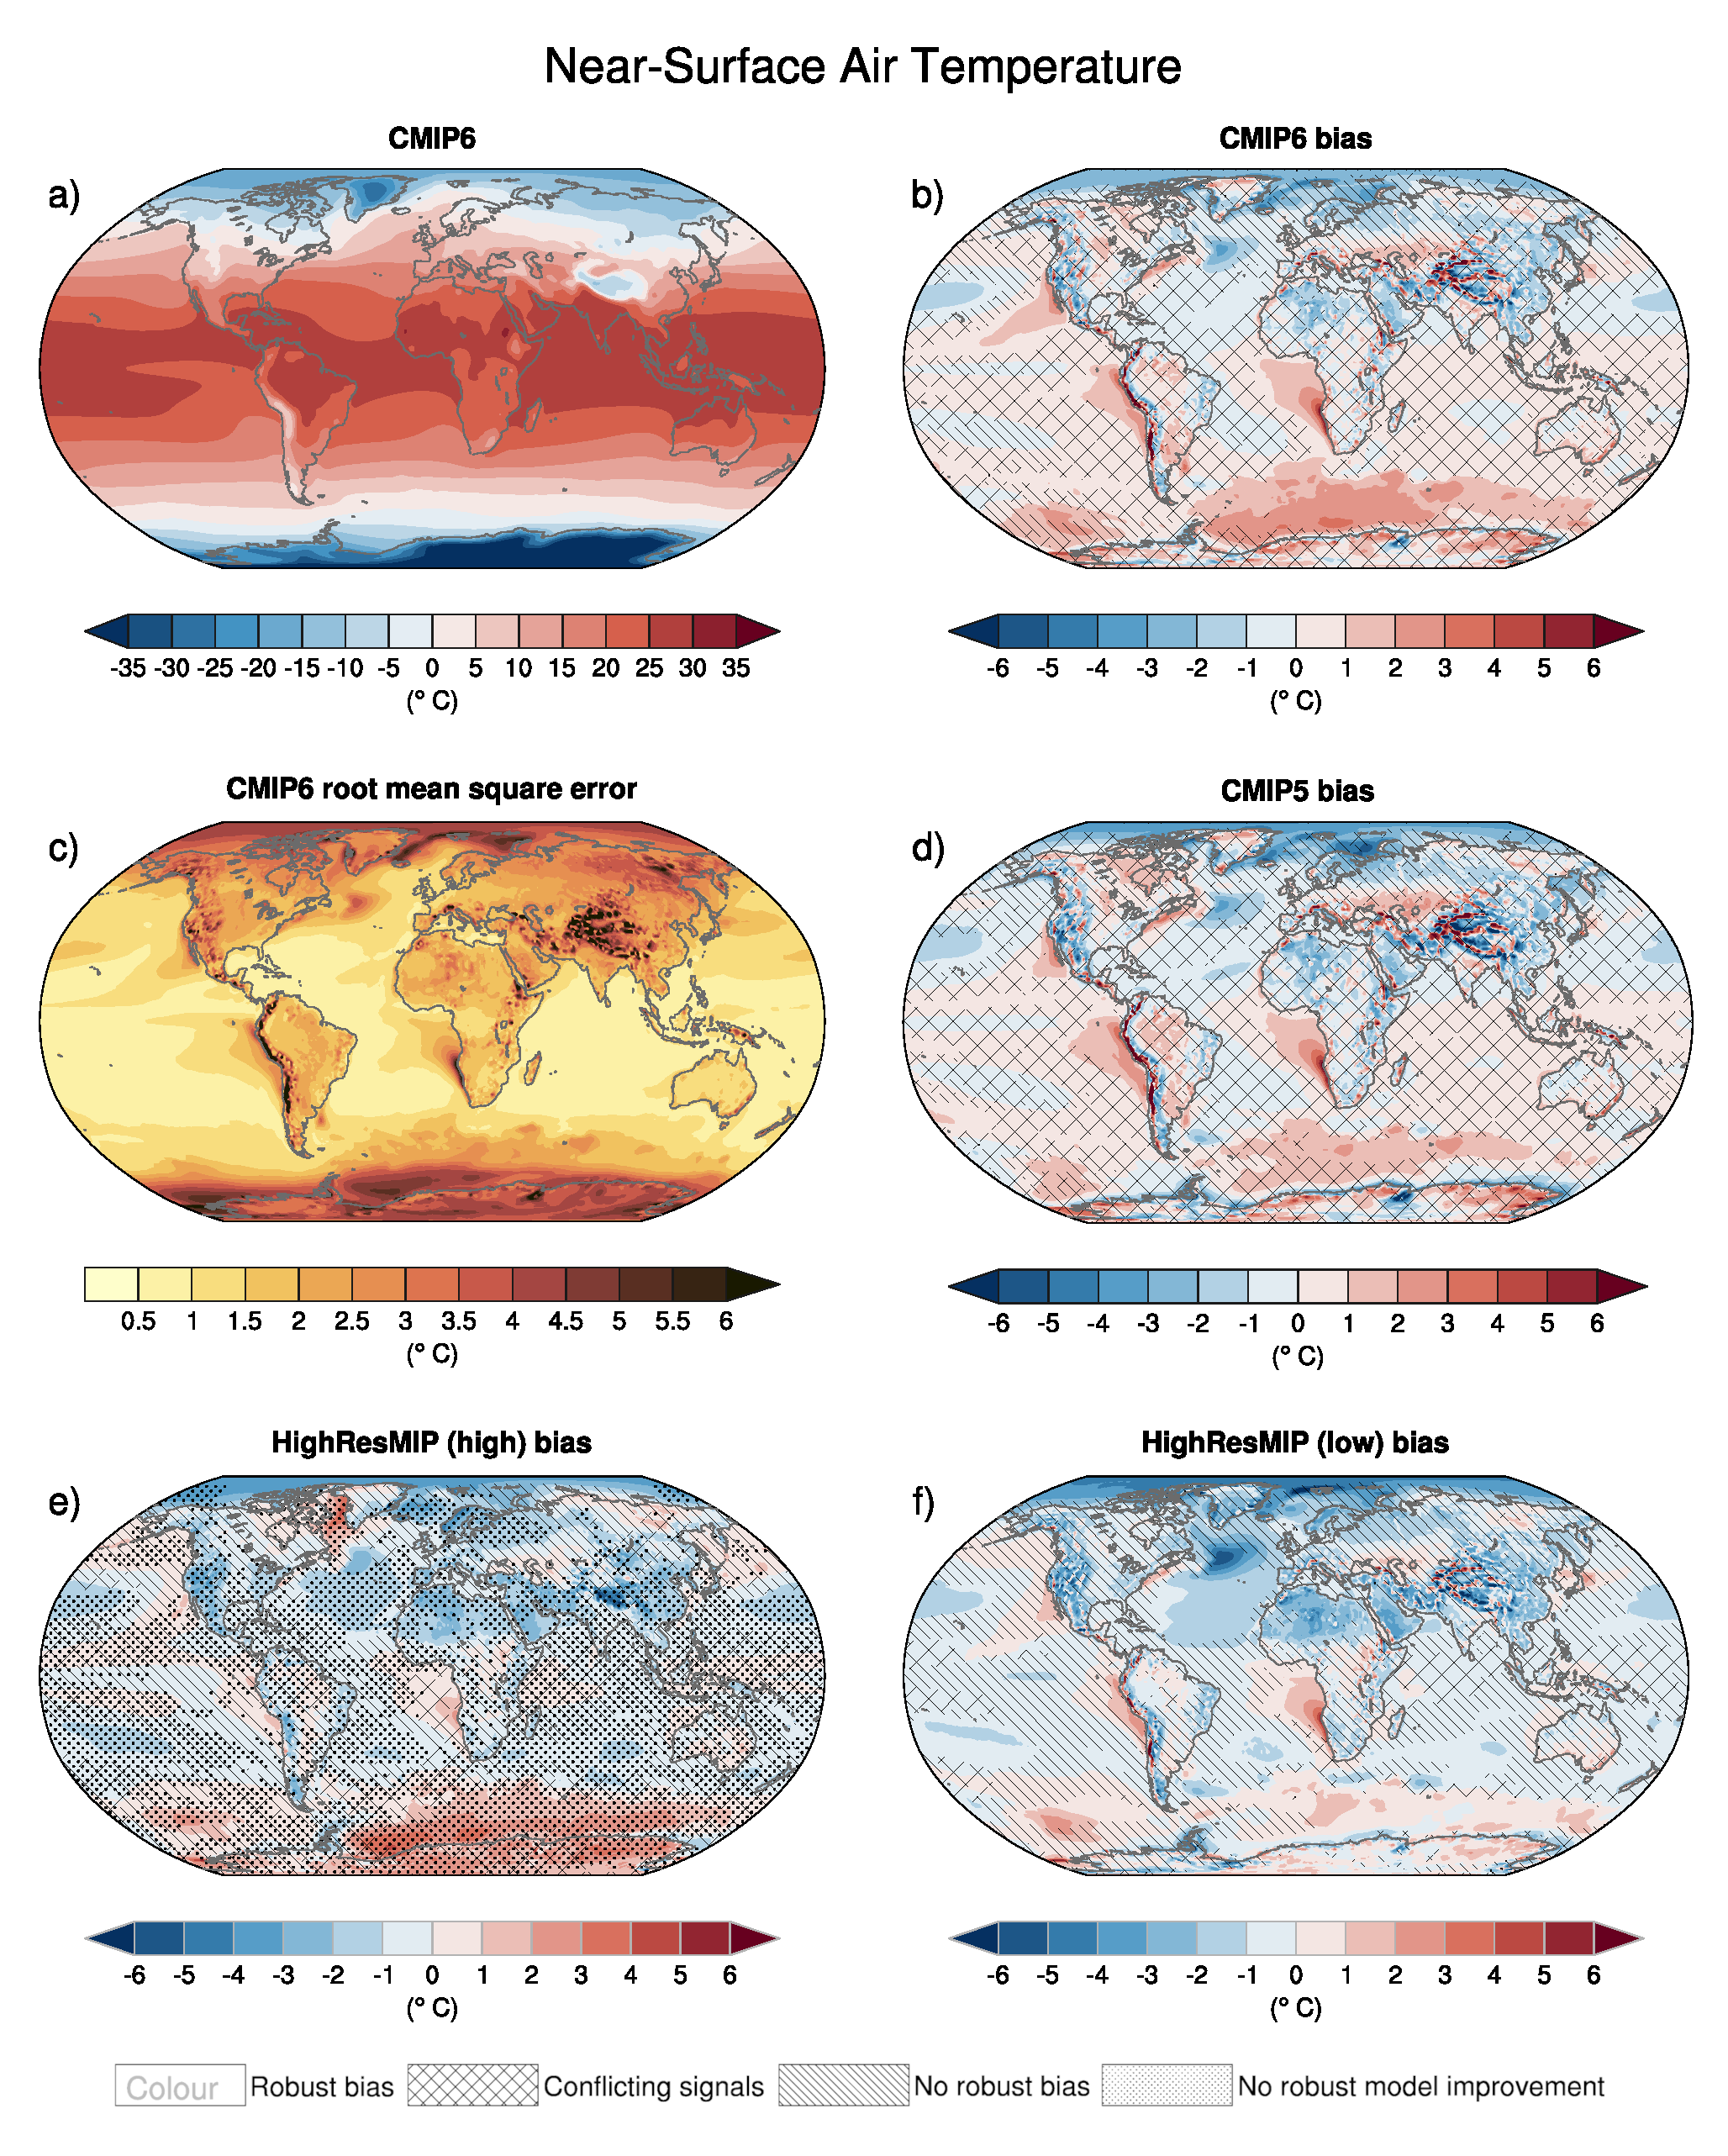 Near-Surface Air Temperature
CMIP6
CMIP6 bias
a)
b)
-35 -30 -25 -20 -15 -10 -5 0 5 10 15 20 25 30 35
(° C)
-6 -5 -4 -3 -2 -1 0 1 2 3 4 5 6
(° C)
CMIP6 root mean square error
CMIP5 bias
c)
d)
0.5 1 1.5 2 2.5 3 3.5 4 4.5 5 5.5 6
(° C)
-6 -5 -4 -3 -2 -1 0 1 2 3 4 5 6
(° C)
HighResMIP (high) bias
HighResMIP (low) bias
e)
f)
-6 -5 -4 -3 -2 -1 0 1 2 3 4 5 6
(° C)
-6 -5 -4 -3 -2 -1 0 1 2 3 4 5 6
(° C)
Colour Robust bias Conflicting signals No robust bias No robust model improvement